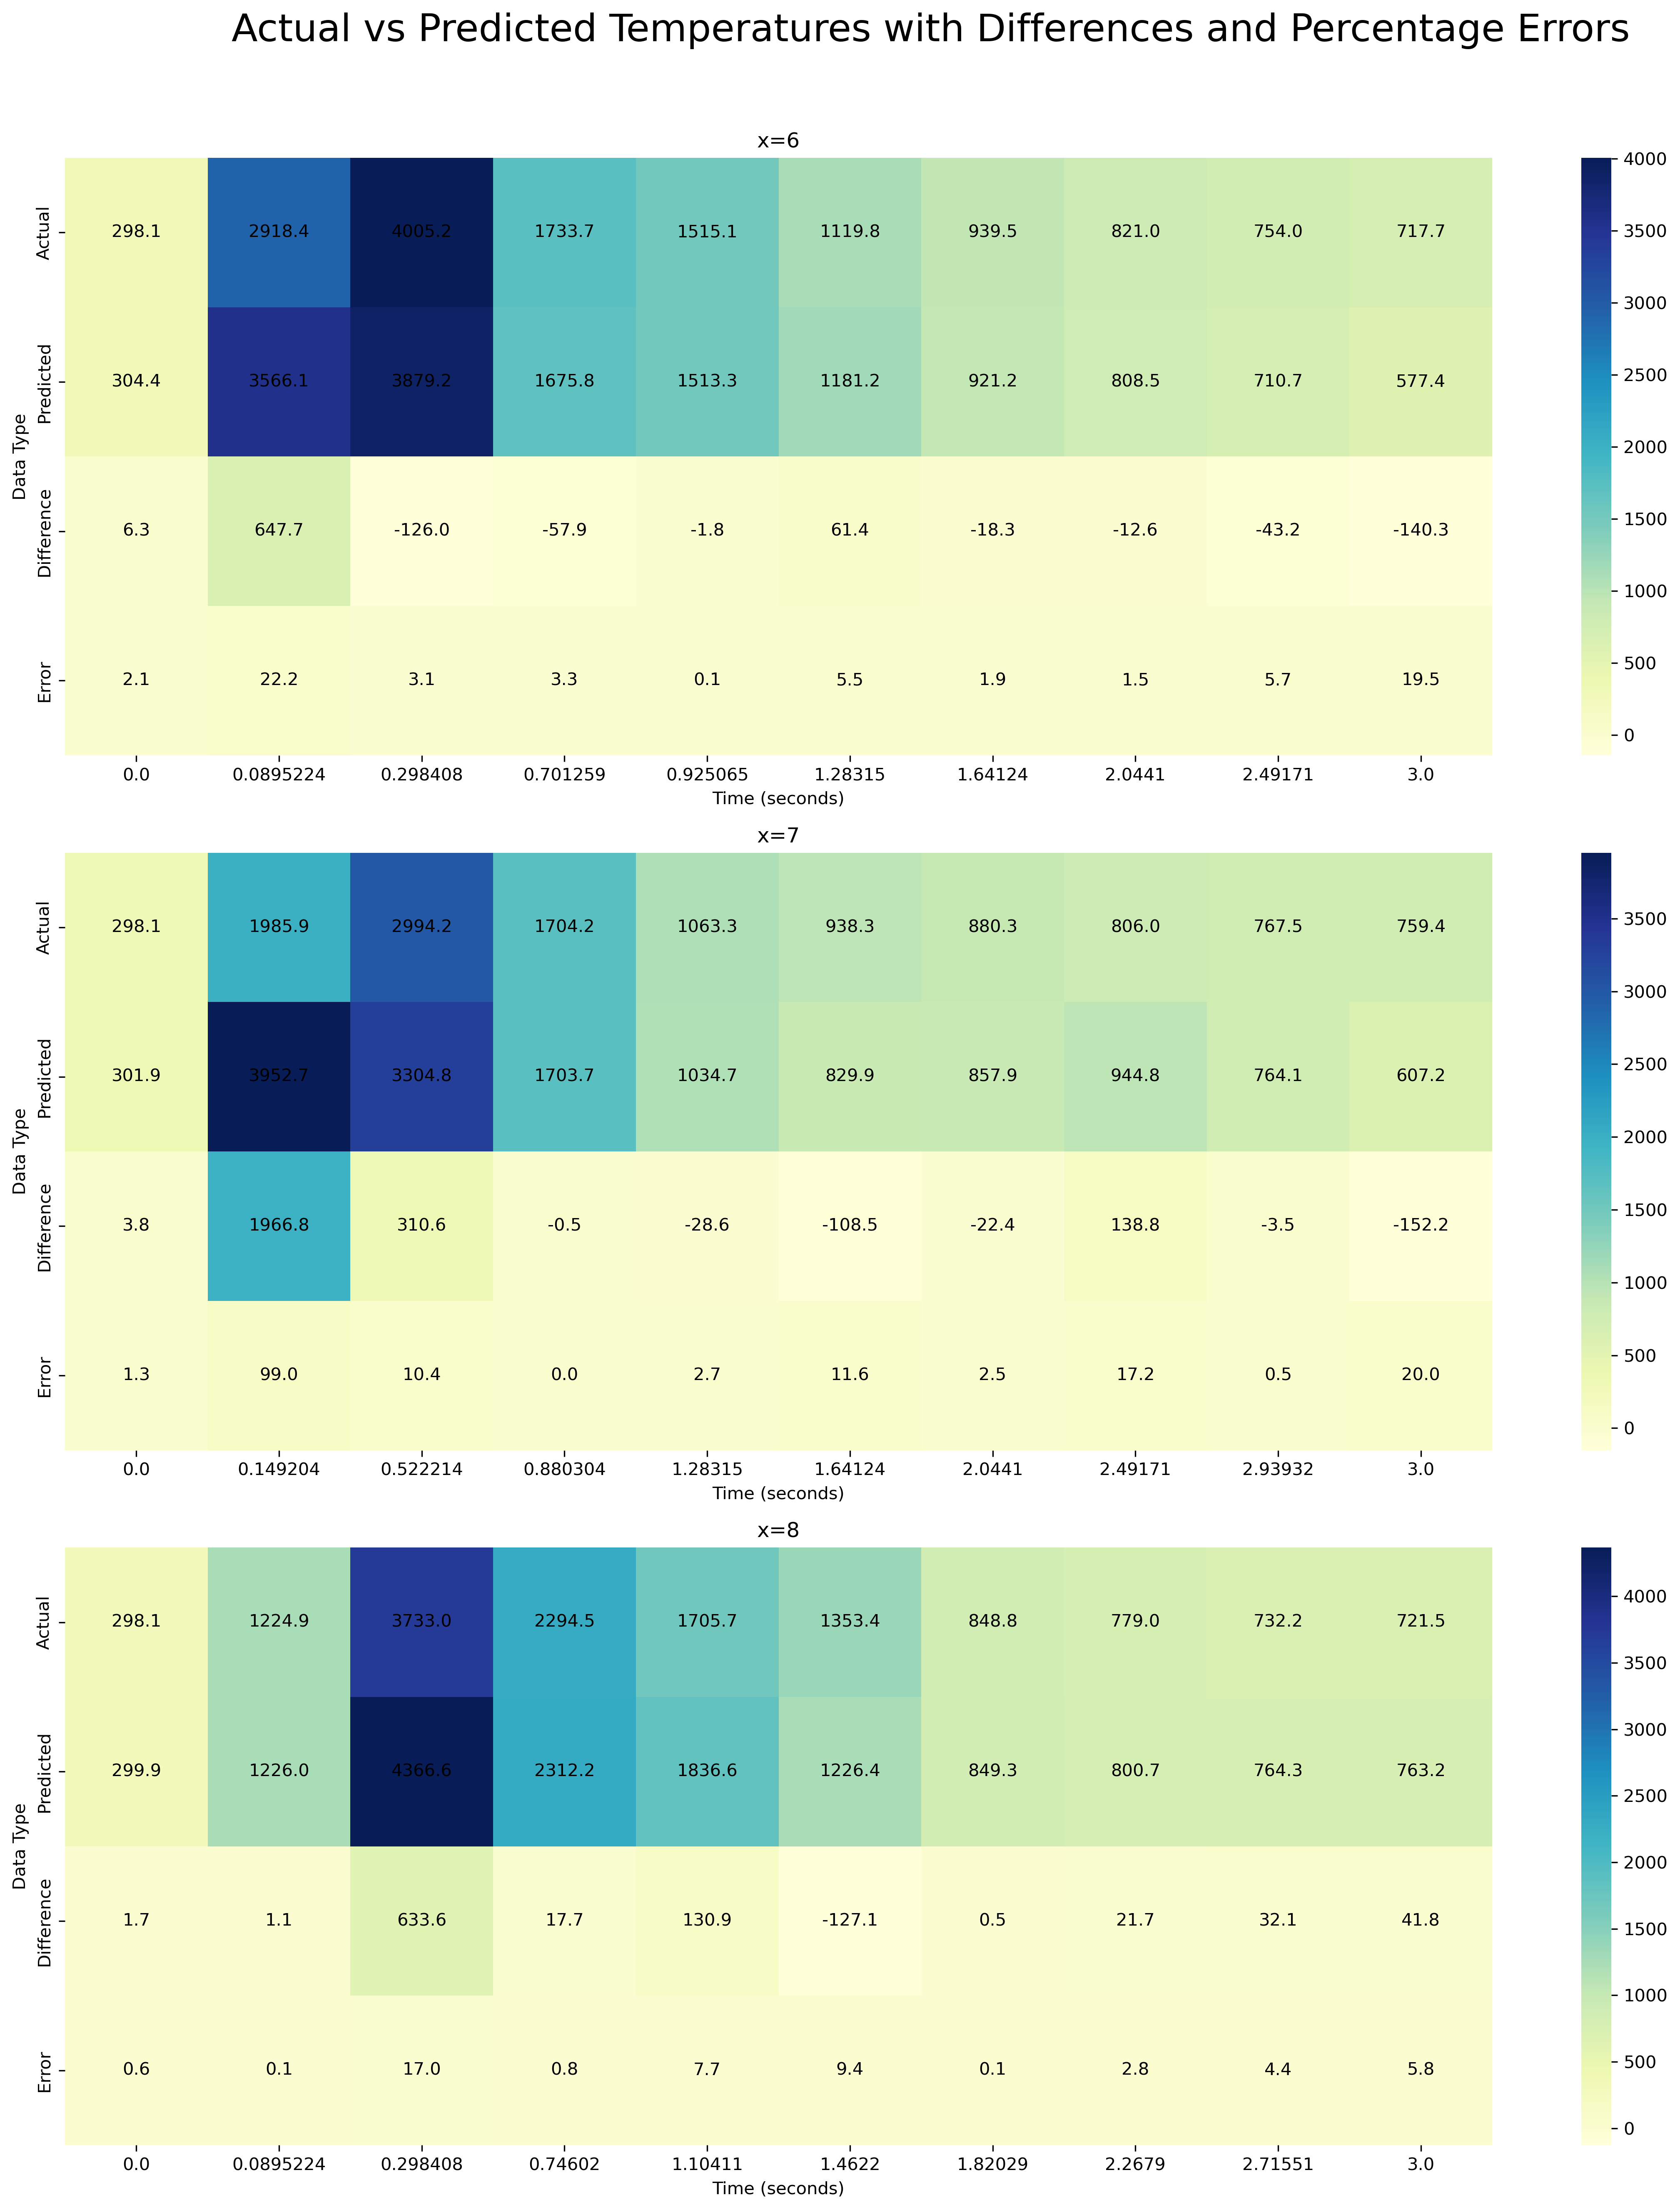 Actual vs Predicted Temperatures with Differences and Percentage Errors
x=6
Data Type
Actual 298.1 2918.4 4005.2 1733.7 1515.1 1119.8 939.5 821.0 754.0 717.7
Predicted 304.4 3566.1 3879.2 1675.8 1513.3 1181.2 921.2 808.5 710.7 577.4
Difference 6.3 647.7 -126.0 -57.9 -1.8 61.4 -18.3 -12.6 -43.2 -140.3
Error 2.1 22.2 3.1 3.3 0.1 5.5 1.9 1.5 5.7 19.5
0.0 0.0895224 0.298408 0.701259 0.925065 1.28315 1.64124 2.0441 2.49171 3.0
Time (seconds)
4000
3500
3000
2500
2000
1500
1000
500
0
x=7
Data Type
Actual 298.1 1985.9 2994.2 1704.2 1063.3 938.3 880.3 806.0 767.5 759.4
Predicted 301.9 3952.7 3304.8 1703.7 1034.7 829.9 857.9 944.8 764.1 607.2
Difference 3.8 1966.8 310.6 -0.5 -28.6 -108.5 -22.4 138.8 -3.5 -152.2
Error 1.3 99.0 10.4 0.0 2.7 11.6 2.5 17.2 0.5 20.0
0.0 0.149204 0.522214 0.880304 1.28315 1.64124 2.0441 2.49171 2.93932 3.0
Time (seconds)
3500
3000
2500
2000
1500
1000
500
0
x=8
Data Type
Actual 298.1 1224.9 3733.0 2294.5 1705.7 1353.4 848.8 779.0 732.2 721.5
Predicted 299.9 1226.0 4366.6 2312.2 1836.6 1226.4 849.3 800.7 764.3 763.2
Difference 1.7 1.1 633.6 17.7 130.9 -127.1 0.5 21.7 32.1 41.8
Error 0.6 0.1 17.0 0.8 7.7 9.4 0.1 2.8 4.4 5.8
0.0 0.0895224 0.298408 0.74602 1.10411 1.4622 1.82029 2.2679 2.71551 3.0
Time (seconds)
4000
3500
3000
2500
2000
1500
1000
500
0